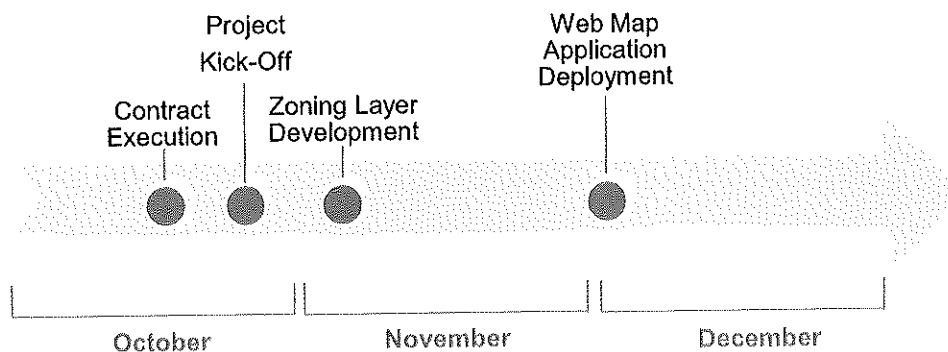 Project
Kick-Off
Web Map
Application
Deployment
Contract
Execution
Zoning Layer
Development
October
November
December